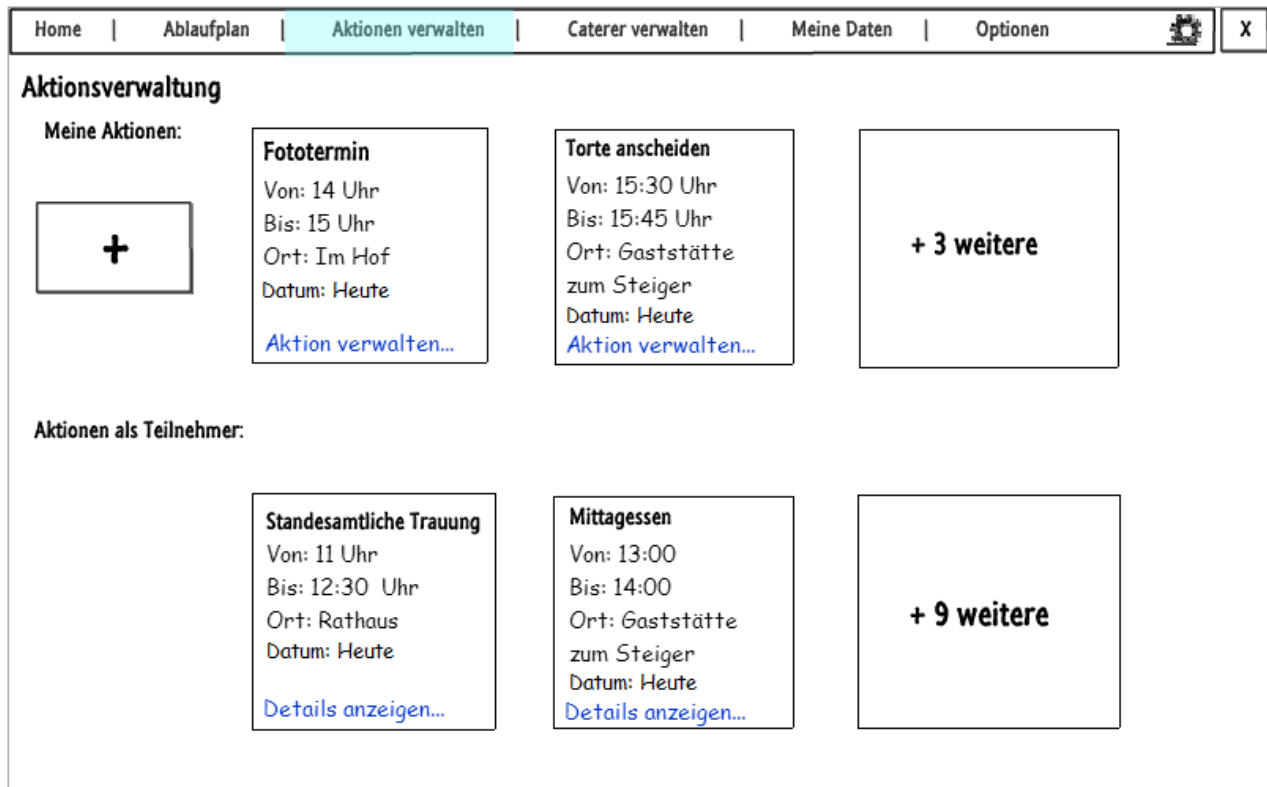 Home | Ablaufplan | Aktionen verwalten | Caterer verwalten | Meine Daten | Optionen X
Aktionsverwaltung
Meine Aktionen:
+
Fototermin
Von: 14 Uhr
Bis: 15 Uhr
Ort: Im Hof
Datum: Heute
Aktion verwalten...
Torte anscheiden
Von: 15:30 Uhr
Bis: 15:45 Uhr
Ort: Gaststätte
zum Steiger
Datum: Heute
Aktion verwalten...
+ 3 weitere
Aktionen als Teilnehmer:
Standesamtliche Trauung
Von: 11 Uhr
Bis: 12:30 Uhr
Ort: Rathaus
Datum: Heute
Details anzeigen...
Mittagessen
Von: 13:00
Bis: 14:00
Ort: Gaststätte
zum Steiger
Datum: Heute
Details anzeigen...
+ 9 weitere